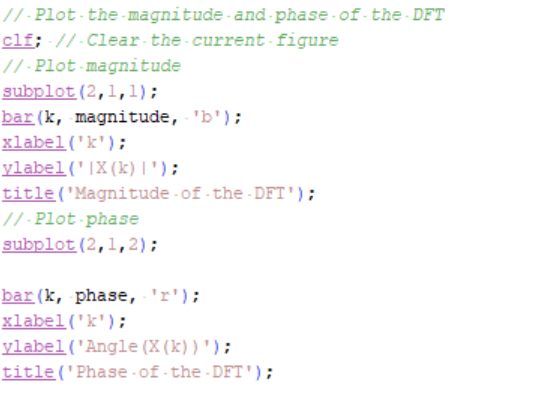 // Plot the magnitude and phase of the DFT
clf; // Clear the current figure
// Plot magnitude
subplot(2,1,1);
bar(k, magnitude, 'b');
xlabel('k');
ylabel('|X(k)|');
title('Magnitude of the DFT');
// Plot phase
subplot(2,1,2);
bar(k, phase, 'r');
xlabel('k');
ylabel('Angle(X(k))');
title('Phase of the DFT');